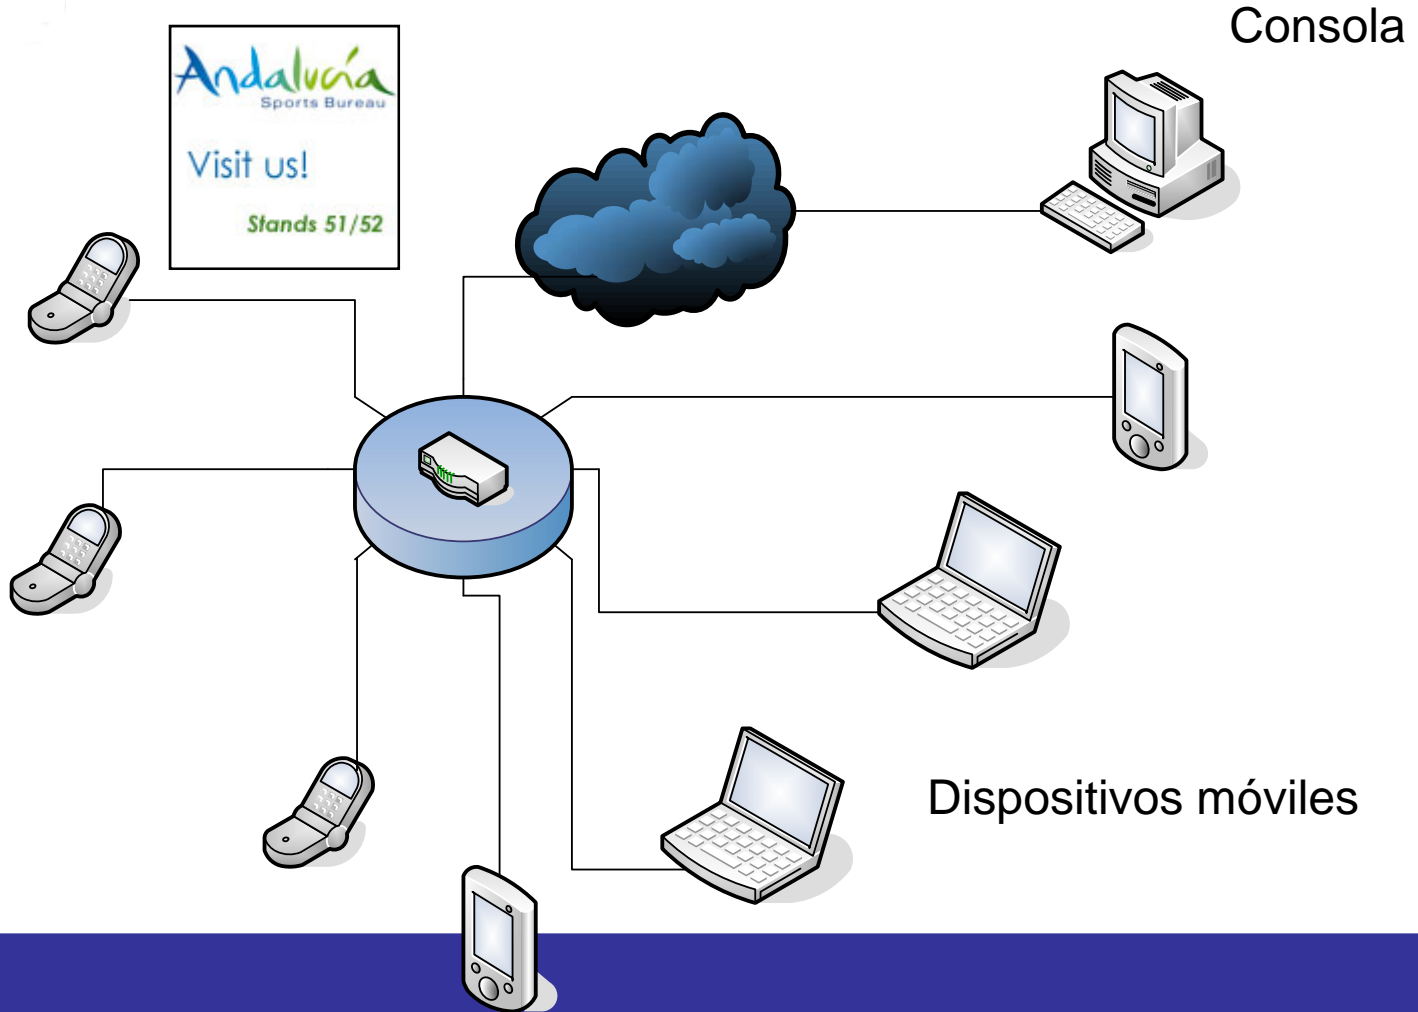 Consola
Andalucía
Sports Bureau
Visit us!
Stands 51/52
Dispositivos móviles